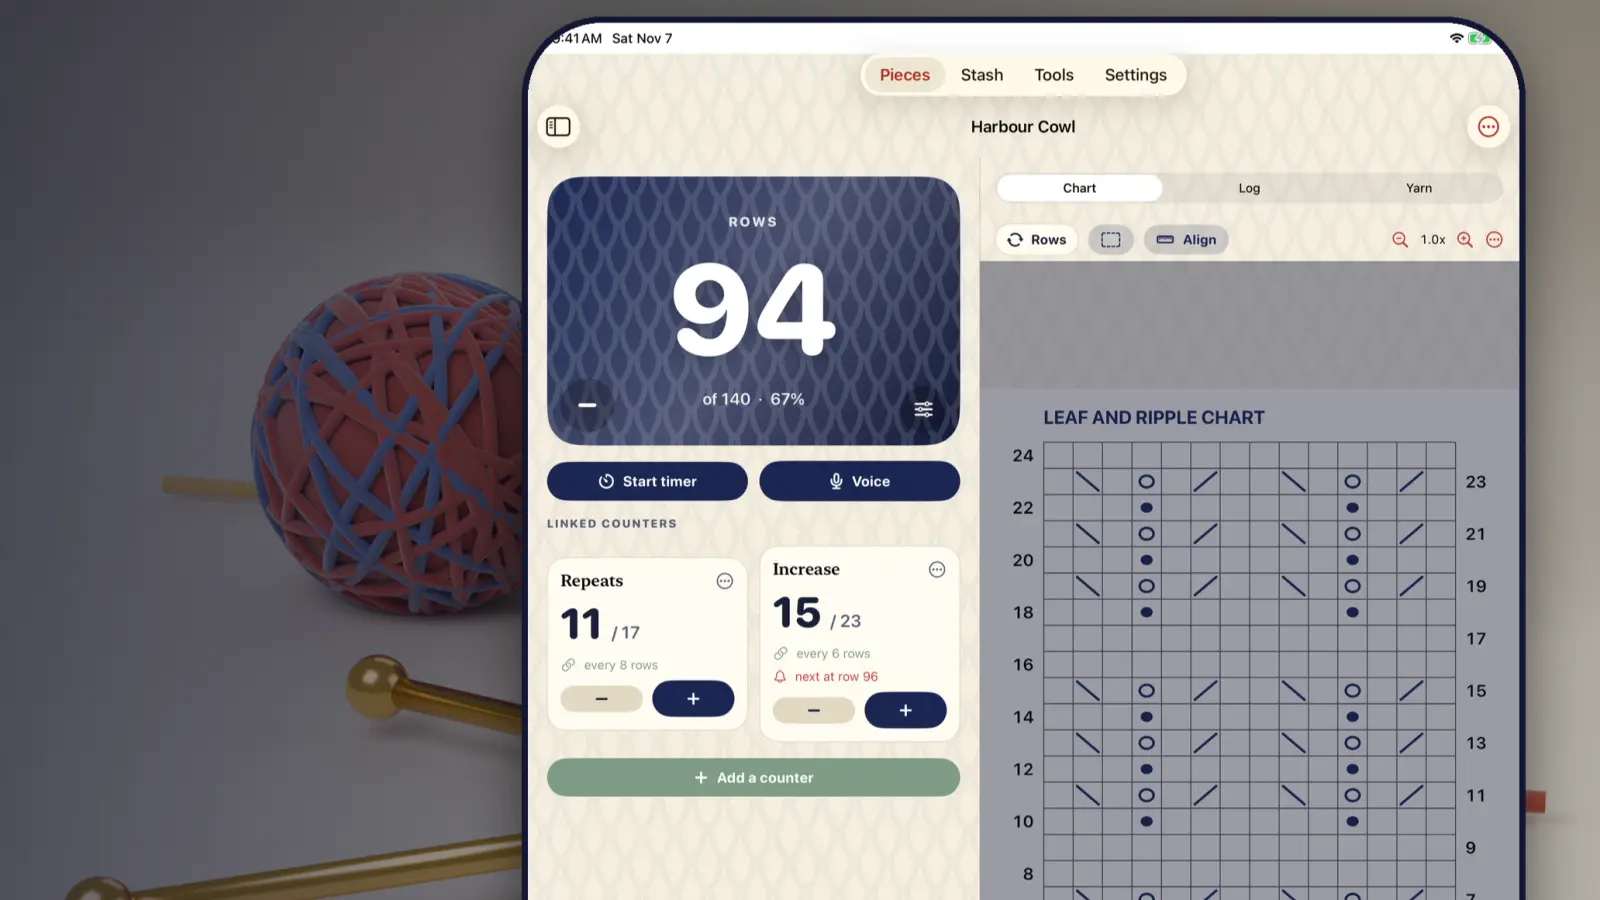 :41 AM Sat Nov 7
Pieces Stash Tools Settings
Harbour Cowl
ROWS
94
of 140 · 67%
Start timer
Voice
LINKED COUNTERS
Repeats
11 / 17
every 8 rows
− +
Increase
15 / 23
every 6 rows
next at row 96
− +
+ Add a counter
Chart Log Yarn
Rows Align 1.0x
LEAF AND RIPPLE CHART
24
23
22
21
20
19
18
17
16
15
14
13
12
11
10
9
8
7